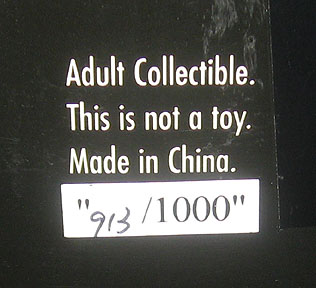 Adult Collectible.
This is not a toy.
Made in China.
"913/1000"